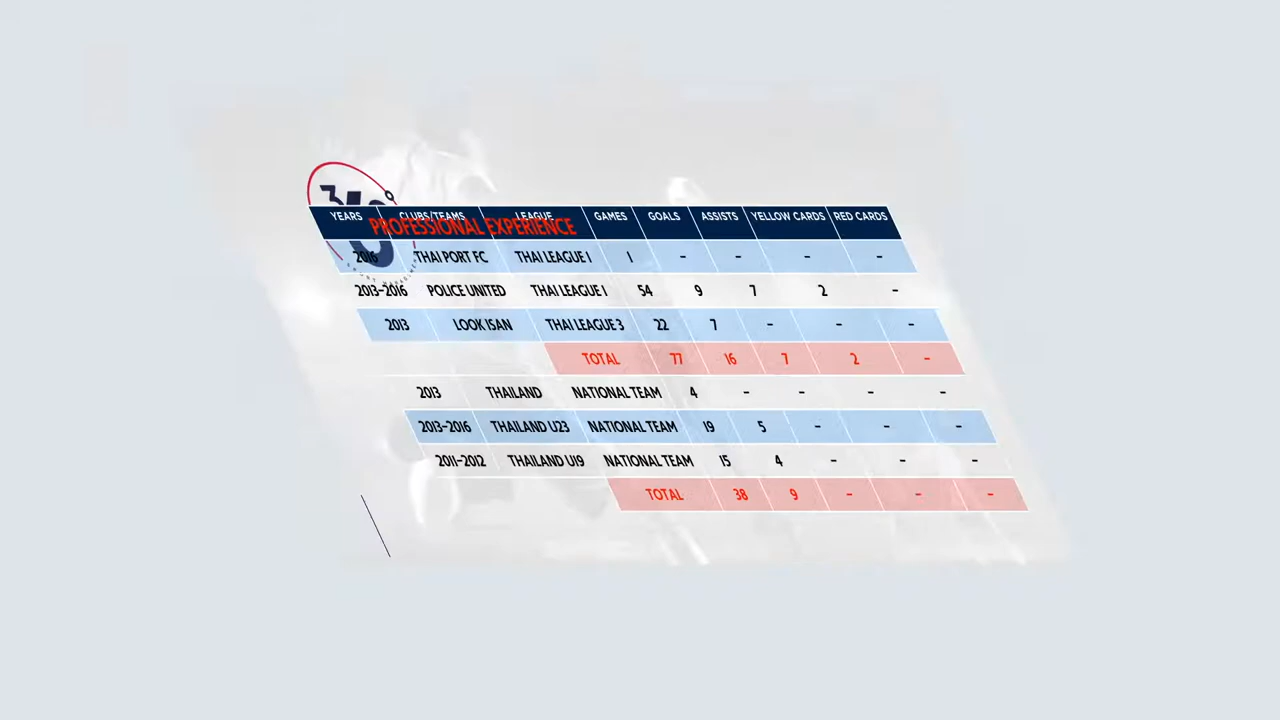 YEARS CLUBS/TEAMS LEAGUE GAMES GOALS ASSISTS YELLOW CARDS RED CARDS
PROFESSIONAL EXPERIENCE
2016 THAI PORT FC THAI LEAGUE 1 1 - - - -
2013-2016 POLICE UNITED THAI LEAGUE 1 54 9 7 2 -
2013 LOOK ISAN THAI LEAGUE 3 22 7 - - -
TOTAL 77 16 7 2 -
2013 THAILAND NATIONAL TEAM 4 - - - -
2013-2016 THAILAND U23 NATIONAL TEAM 19 5 - - -
2011-2012 THAILAND U19 NATIONAL TEAM 15 4 - - -
TOTAL 38 9 - - -